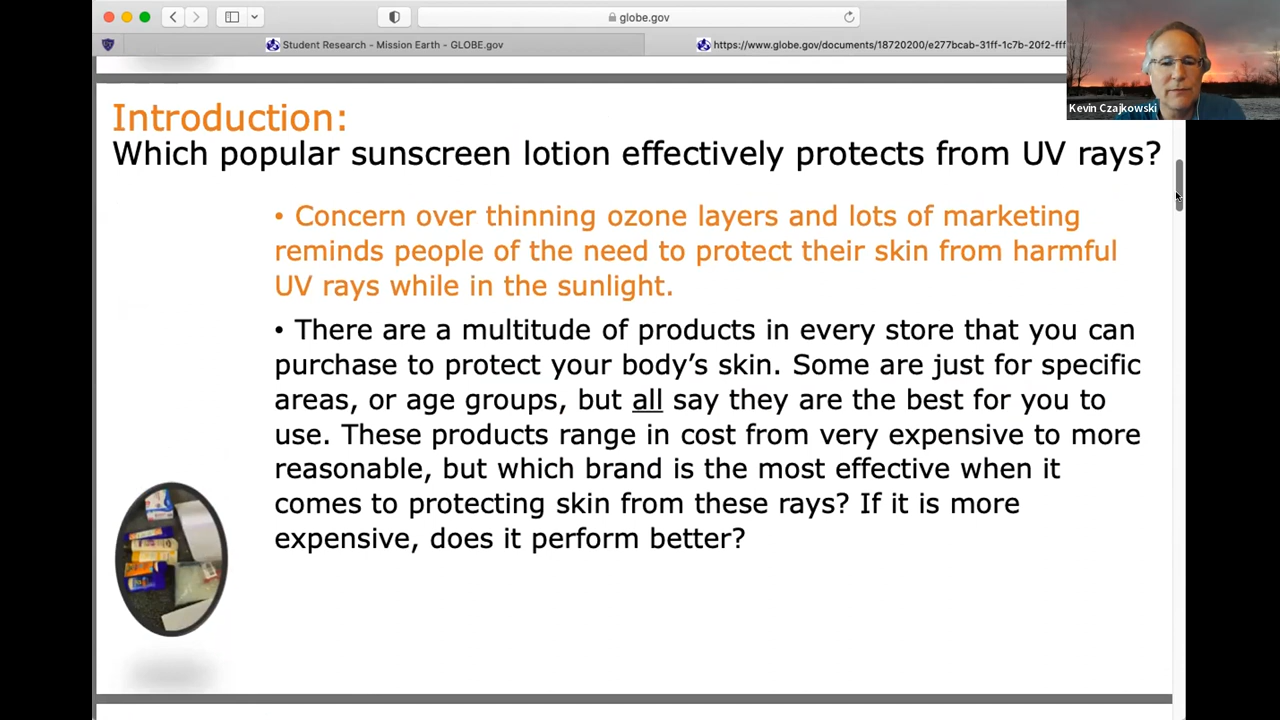 globe.gov
Student Research - Mission Earth - GLOBE.gov
https://www.globe.gov/documents/18720200/e277bcab-31ff-1c7b-20f2-fff
Kevin Czajkowski
Introduction:
Which popular sunscreen lotion effectively protects from UV rays?
• Concern over thinning ozone layers and lots of marketing
reminds people of the need to protect their skin from harmful
UV rays while in the sunlight.
• There are a multitude of products in every store that you can
purchase to protect your body’s skin. Some are just for specific
areas, or age groups, but all say they are the best for you to
use. These products range in cost from very expensive to more
reasonable, but which brand is the most effective when it
comes to protecting skin from these rays? If it is more
expensive, does it perform better?